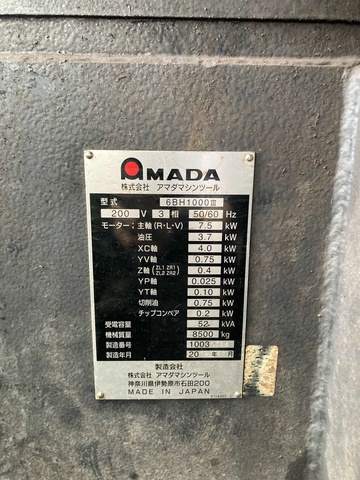 AMADA
株式会社 アマダマシンツール
型式 6BH1000Ⅲ
200 V 3 相 50/60 Hz
モーター：主軸（R・L・V） 7.5 kW
油圧 3.7 kW
XC軸 4.0 kW
YV軸 0.75 kW
Z軸 (ZL1 ZR1 ZL2 ZR2) 0.4 kW
YP軸 0.025 kW
YT軸 0.10 kW
切削油 0.75 kW
チップコンベア 0.2 kW
受電容量 52 kVA
機械質量 8500 kg
製造番号 1003
製造年月 20 年 月
製造会社
株式会社 アマダマシンツール
神奈川県伊勢原市石田200
MADE IN JAPAN